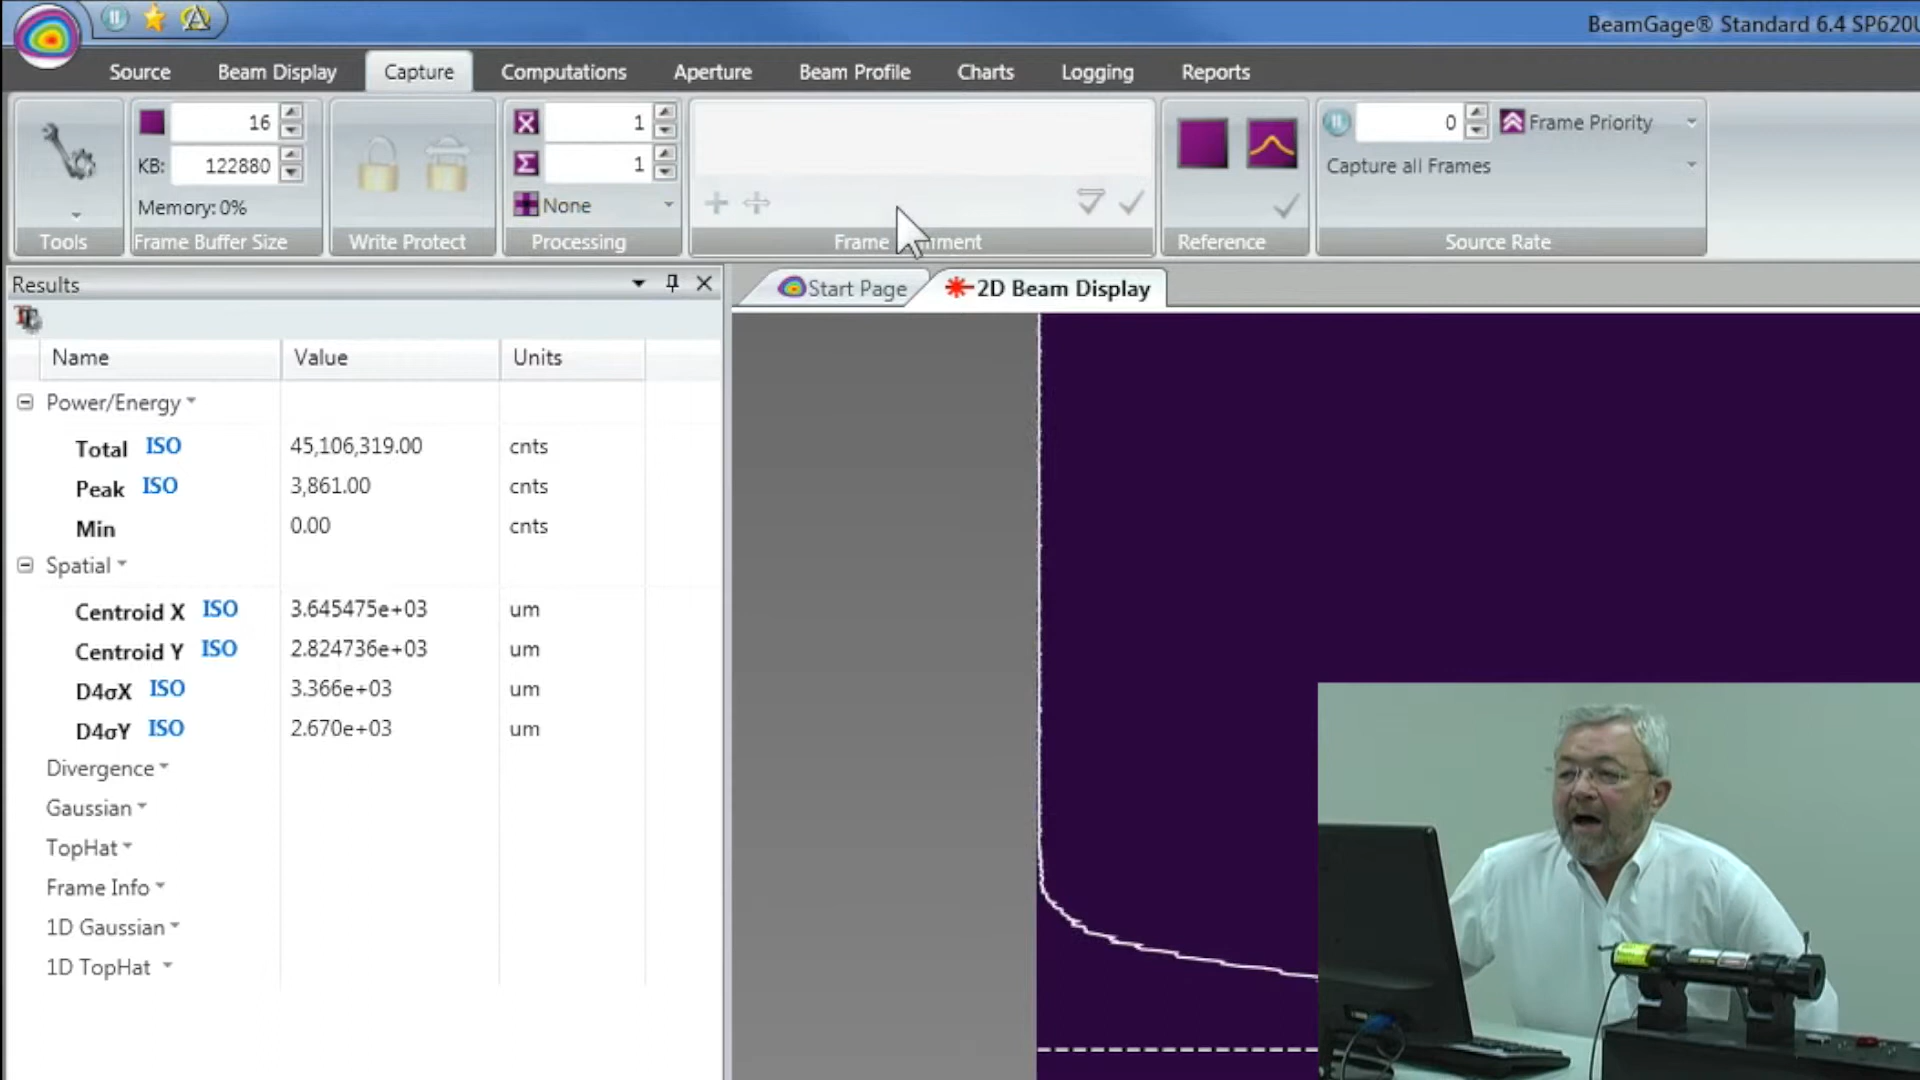 BeamGage® Standard 6.4 SP620U
Source Beam Display Capture Computations Aperture Beam Profile Charts Logging Reports
16 1 0 Frame Priority
KB: 122880 1 Capture all Frames
Memory: 0% None
Tools Frame Buffer Size Write Protect Processing Frame Reference Source Rate
Results
Start Page 2D Beam Display
Name Value Units
Power/Energy
Total ISO 45,106,319.00 cnts
Peak ISO 3,861.00 cnts
Min 0.00 cnts
Spatial
Centroid X ISO 3.645475e+03 um
Centroid Y ISO 2.824736e+03 um
D4σX ISO 3.366e+03 um
D4σY ISO 2.670e+03 um
Divergence
Gaussian
TopHat
Frame Info
1D Gaussian
1D TopHat